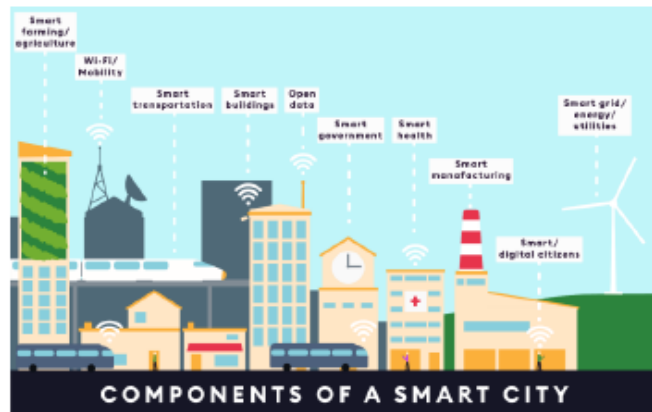 Smart
farming/
agriculture
Wi-Fi/
Mobility
Smart
transportation
Smart
buildings
Open
data
Smart
government
Smart
health
Smart
manufacturing
Smart grid/
energy/
utilities
Smart/
digital citizens
COMPONENTS OF A SMART CITY